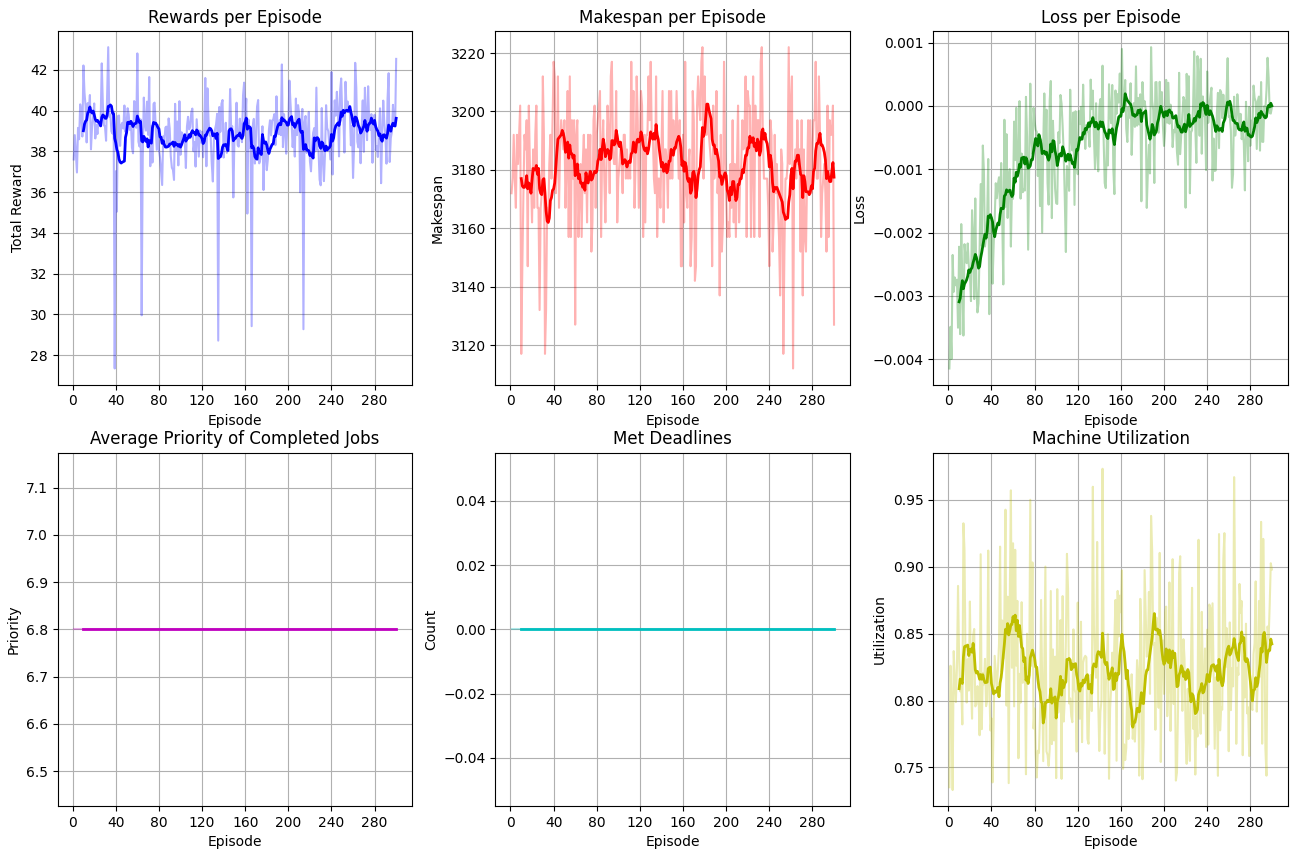 Rewards per Episode
Total Reward
42
40
38
36
34
32
30
28
0 40 80 120 160 200 240 280
Episode
Makespan per Episode
Makespan
3220
3200
3180
3160
3140
3120
0 40 80 120 160 200 240 280
Episode
Loss per Episode
Loss
0.001
0.000
−0.001
−0.002
−0.003
−0.004
0 40 80 120 160 200 240 280
Episode
Average Priority of Completed Jobs
Priority
7.1
7.0
6.9
6.8
6.7
6.6
6.5
0 40 80 120 160 200 240 280
Episode
Met Deadlines
Count
0.04
0.02
0.00
−0.02
−0.04
0 40 80 120 160 200 240 280
Episode
Machine Utilization
Utilization
0.95
0.90
0.85
0.80
0.75
0 40 80 120 160 200 240 280
Episode